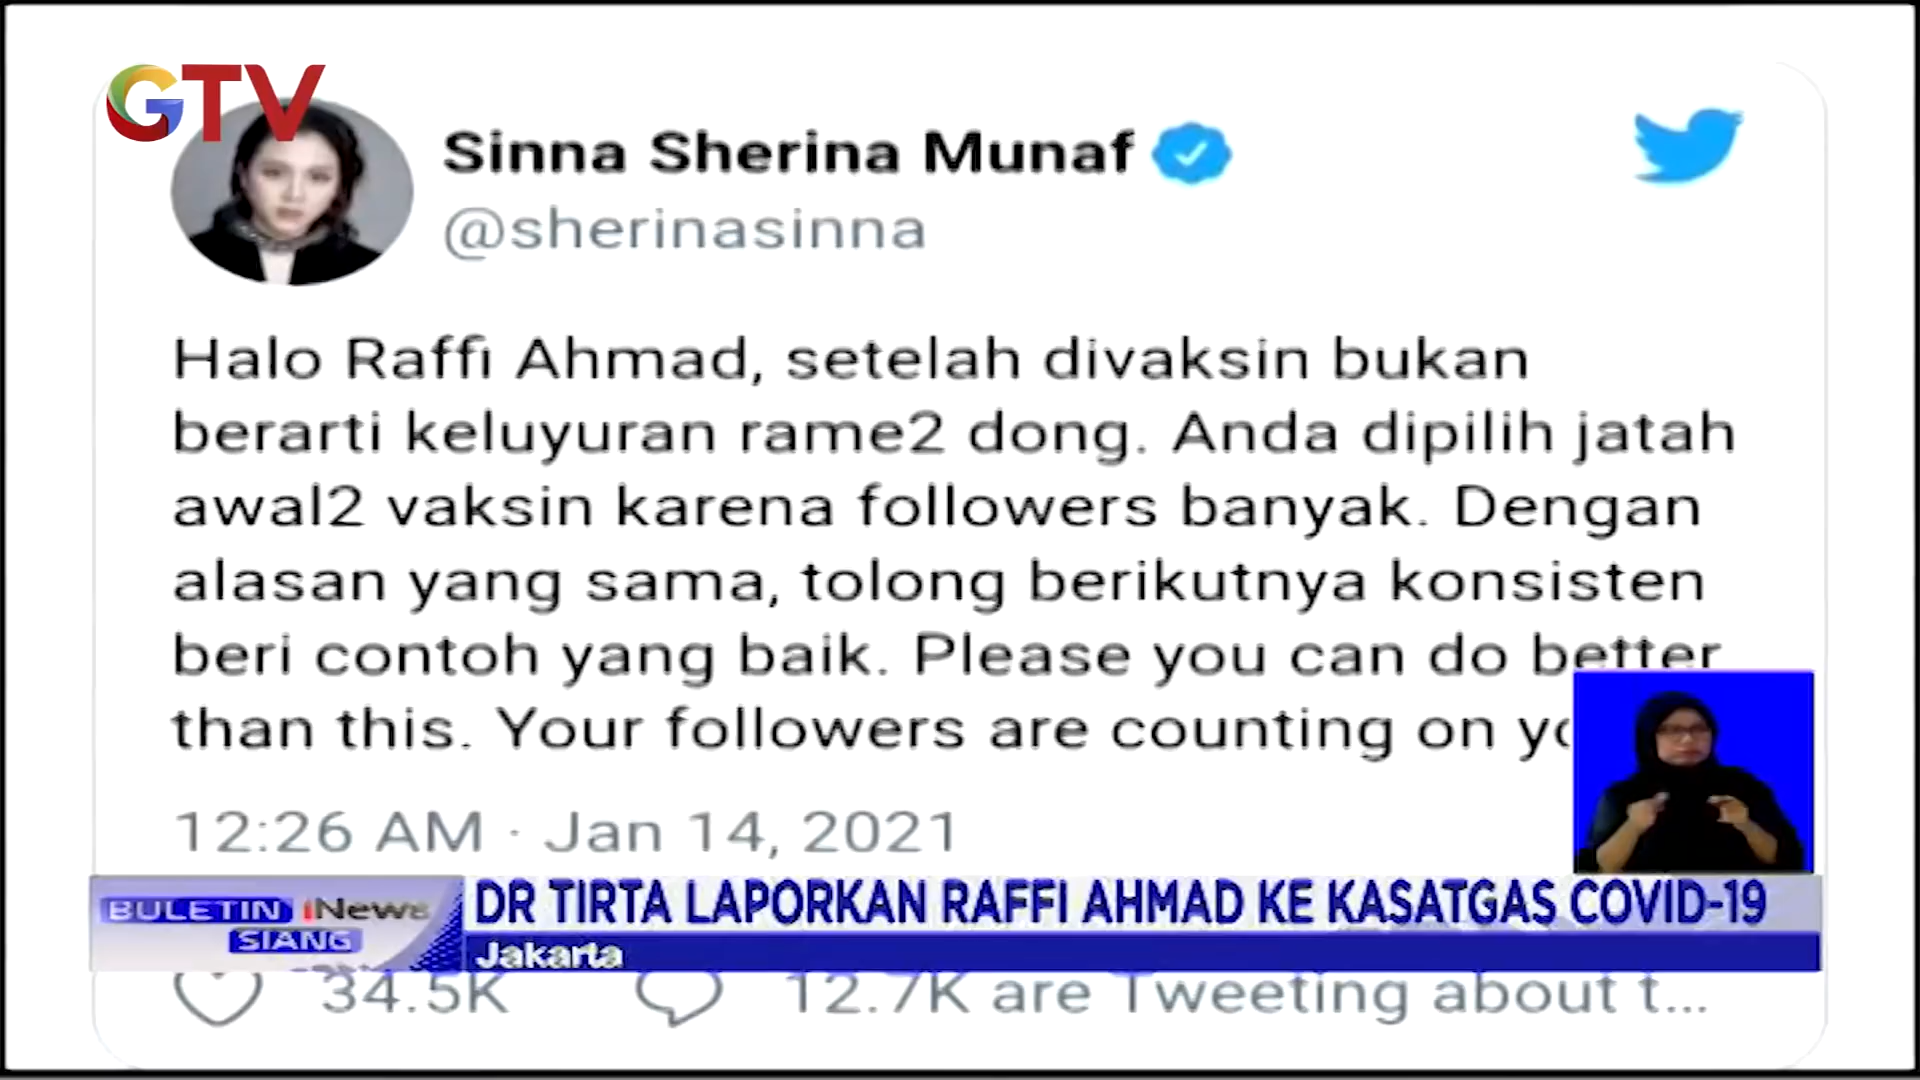 GTV
Sinna Sherina Munaf
@sherinasinna
Halo Raffi Ahmad, setelah divaksin bukan
berarti keluyuran rame2 dong. Anda dipilih jatah
awal2 vaksin karena followers banyak. Dengan
alasan yang sama, tolong berikutnya konsisten
beri contoh yang baik. Please you can do better
than this. Your followers are counting on
12:26 AM · Jan 14, 2021
BULETIN iNews
SIANG
DR TIRTA LAPORKAN RAFFI AHMAD KE KASATGAS COVID-19
Jakarta
34.5K 12.7K are Tweeting about t...